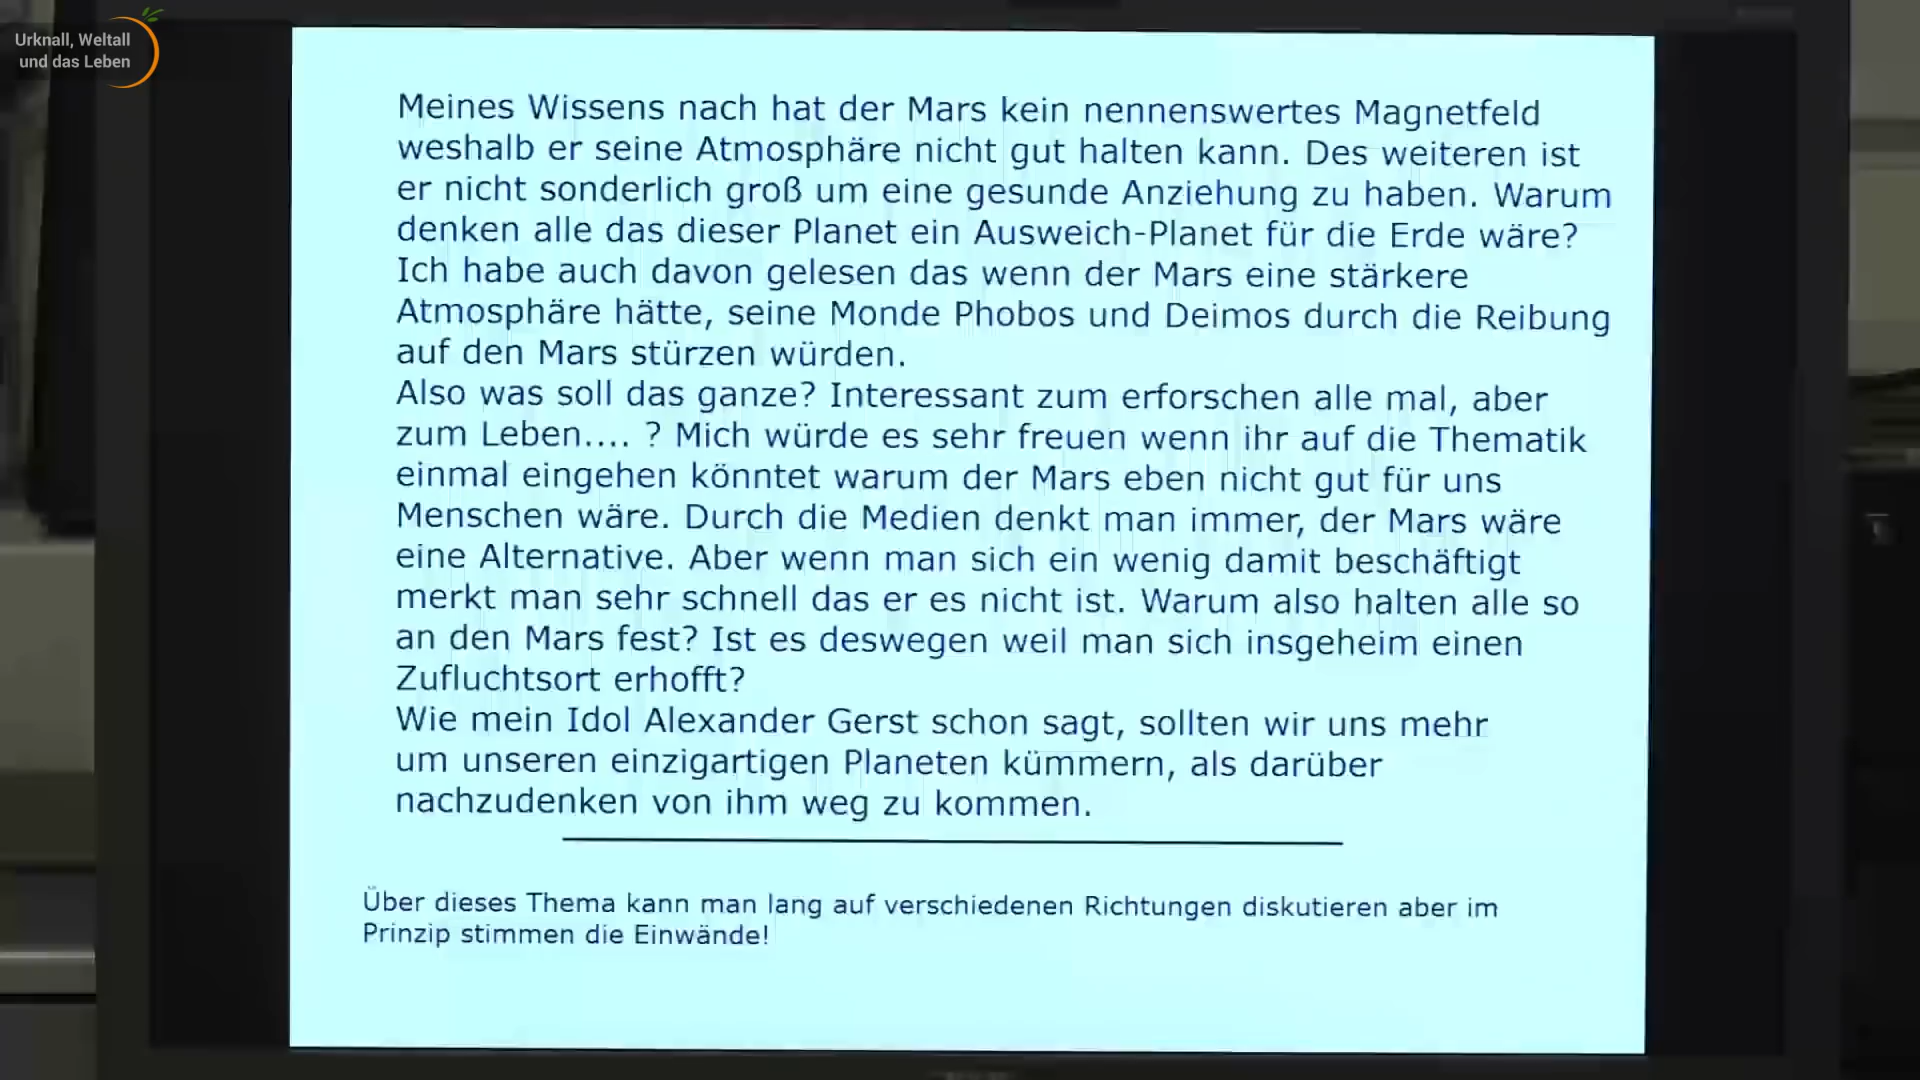 Urknall, Weltall
und das Leben
Meines Wissens nach hat der Mars kein nennenswertes Magnetfeld
weshalb er seine Atmosphäre nicht gut halten kann. Des weiteren ist
er nicht sonderlich groß um eine gesunde Anziehung zu haben. Warum
denken alle das dieser Planet ein Ausweich-Planet für die Erde wäre?
Ich habe auch davon gelesen das wenn der Mars eine stärkere
Atmosphäre hätte, seine Monde Phobos und Deimos durch die Reibung
auf den Mars stürzen würden.
Also was soll das ganze? Interessant zum erforschen alle mal, aber
zum Leben.... ? Mich würde es sehr freuen wenn ihr auf die Thematik
einmal eingehen könntet warum der Mars eben nicht gut für uns
Menschen wäre. Durch die Medien denkt man immer, der Mars wäre
eine Alternative. Aber wenn man sich ein wenig damit beschäftigt
merkt man sehr schnell das er es nicht ist. Warum also halten alle so
an den Mars fest? Ist es deswegen weil man sich insgeheim einen
Zufluchtsort erhofft?
Wie mein Idol Alexander Gerst schon sagt, sollten wir uns mehr
um unseren einzigartigen Planeten kümmern, als darüber
nachzudenken von ihm weg zu kommen.
Über dieses Thema kann man lang auf verschiedenen Richtungen diskutieren aber im
Prinzip stimmen die Einwände!